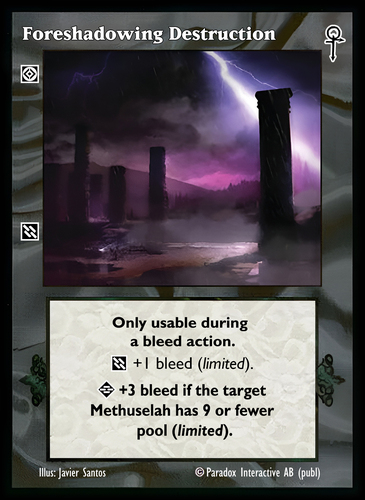 Foreshadowing Destruction
Only usable during
a bleed action.
+1 bleed (limited).
+3 bleed if the target
Methuselah has 9 or fewer
pool (limited).
Illus: Javier Santos © Paradox Interactive AB (publ)